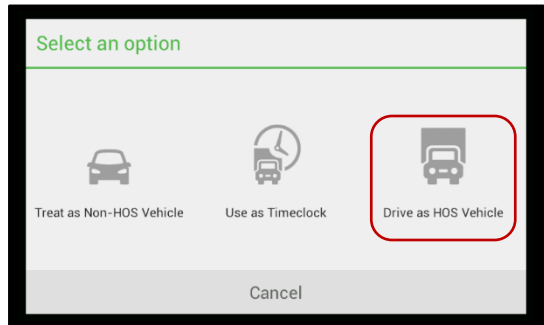 Select an option
Treat as Non-HOS Vehicle
Use as Timeclock
Drive as HOS Vehicle
Cancel